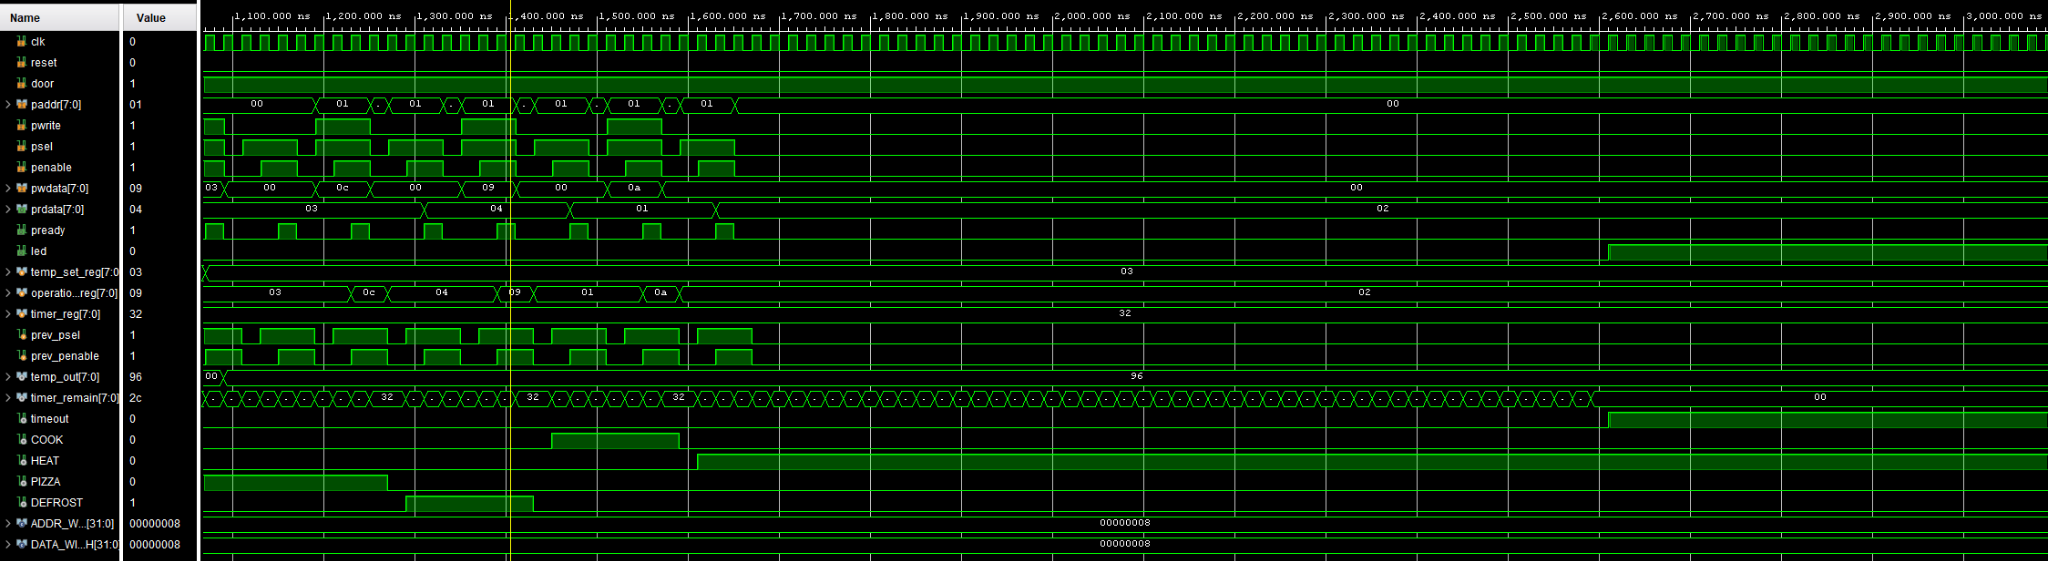 Name Value 1,100.000 ns 1,200.000 ns 1,300.000 ns 1,400.000 ns 1,500.000 ns 1,600.000 ns 1,700.000 ns 1,800.000 ns 1,900.000 ns 2,000.000 ns 2,100.000 ns 2,200.000 ns 2,300.000 ns 2,400.000 ns 2,500.000 ns 2,600.000 ns 2,700.000 ns 2,800.000 ns 2,900.000 ns 3,000.000 ns
clk 0
reset 0
door 1
paddr[7:0] 01 00 01 . 01 . 01 . 01 . 01 . 01 00
pwrite 1
psel 1
penable 1
pwdata[7:0] 09 03 00 0c 00 09 00 0a 00
prdata[7:0] 04 03 04 01 02
pready 1
led 0
temp_set_reg[7:0 03 03
operatio...reg[7:0] 09 03 0c 04 09 01 0a 02
timer_reg[7:0] 32 32
prev_psel 1
prev_penable 1
temp_out[7:0] 96 00 96
timer_remain[7:0] 2c 32 32 32 00
timeout 0
COOK 0
HEAT 0
PIZZA 0
DEFROST 1
ADDR_W...[31:0] 00000008 00000008
DATA_WI...H[31:0] 00000008 00000008